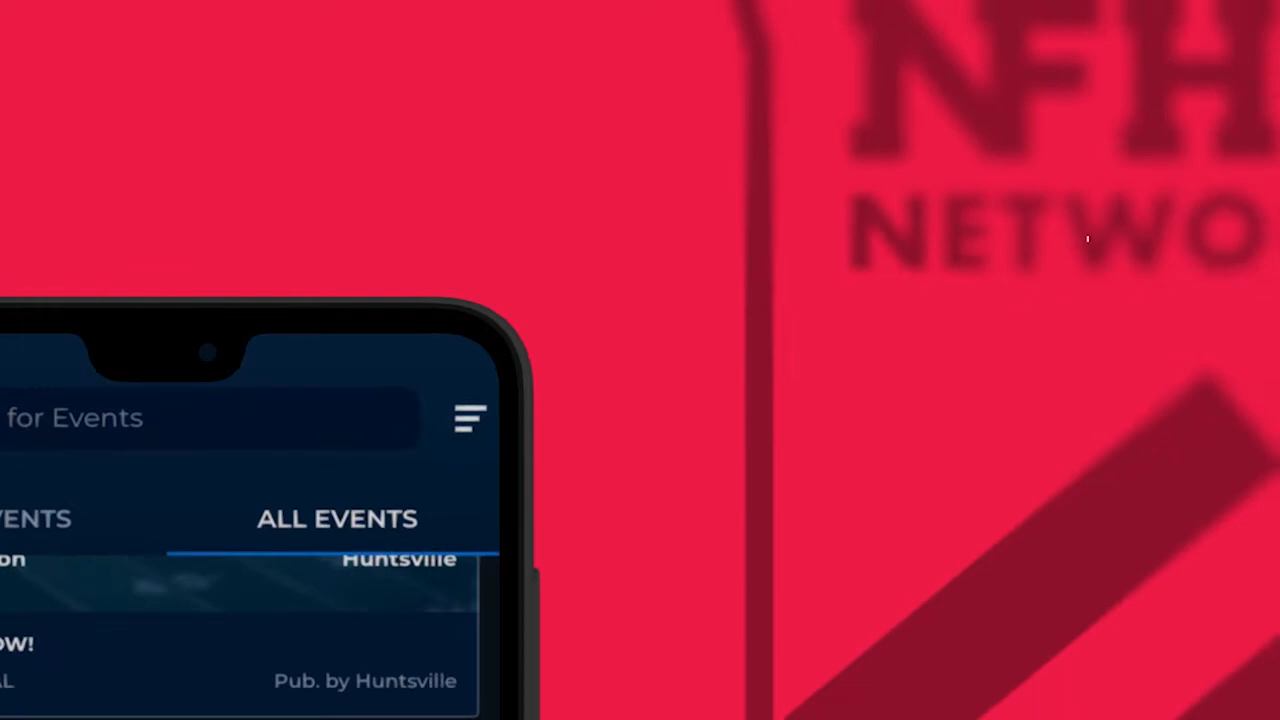 NFH
NETWO
for Events
VENTS ALL EVENTS
on Huntsville
OW!
AL Pub. by Huntsville